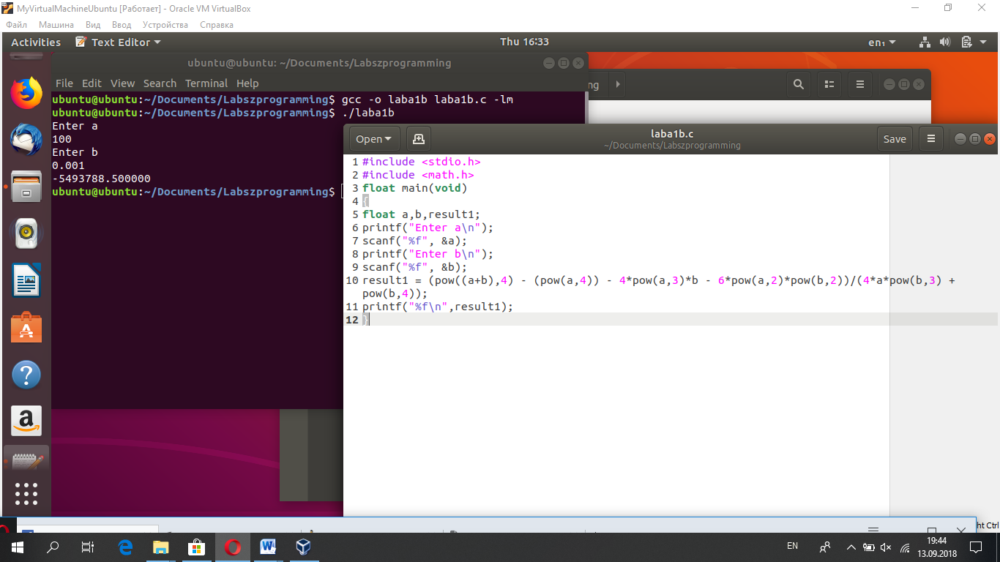 MyVirtualMachineUbuntu [Работает] - Oracle VM VirtualBox
Файл Машина Вид Ввод Устройства Справка
Activities Text Editor Thu 16:33 en₁
ubuntu@ubuntu: ~/Documents/Labszprogramming
File Edit View Search Terminal Help
ubuntu@ubuntu:~/Documents/Labszprogramming$ gcc -o laba1b laba1b.c -lm
ubuntu@ubuntu:~/Documents/Labszprogramming$ ./laba1b
Enter a
100
Enter b
0.001
-5493788.500000
ubuntu@ubuntu:~/Documents/Labszprogramming$
ng
Open
laba1b.c
~/Documents/Labszprogramming
Save
1 #include <stdio.h>
2 #include <math.h>
3 float main(void)
4 {
5 float a,b,result1;
6 printf("Enter a\n");
7 scanf("%f", &a);
8 printf("Enter b\n");
9 scanf("%f", &b);
10 result1 = (pow((a+b),4) - (pow(a,4)) - 4*pow(a,3)*b - 6*pow(a,2)*pow(b,2))/(4*a*pow(b,3) +
pow(b,4));
11 printf("%f\n",result1);
12 }
ht Ctrl
EN
19:44
13.09.2018